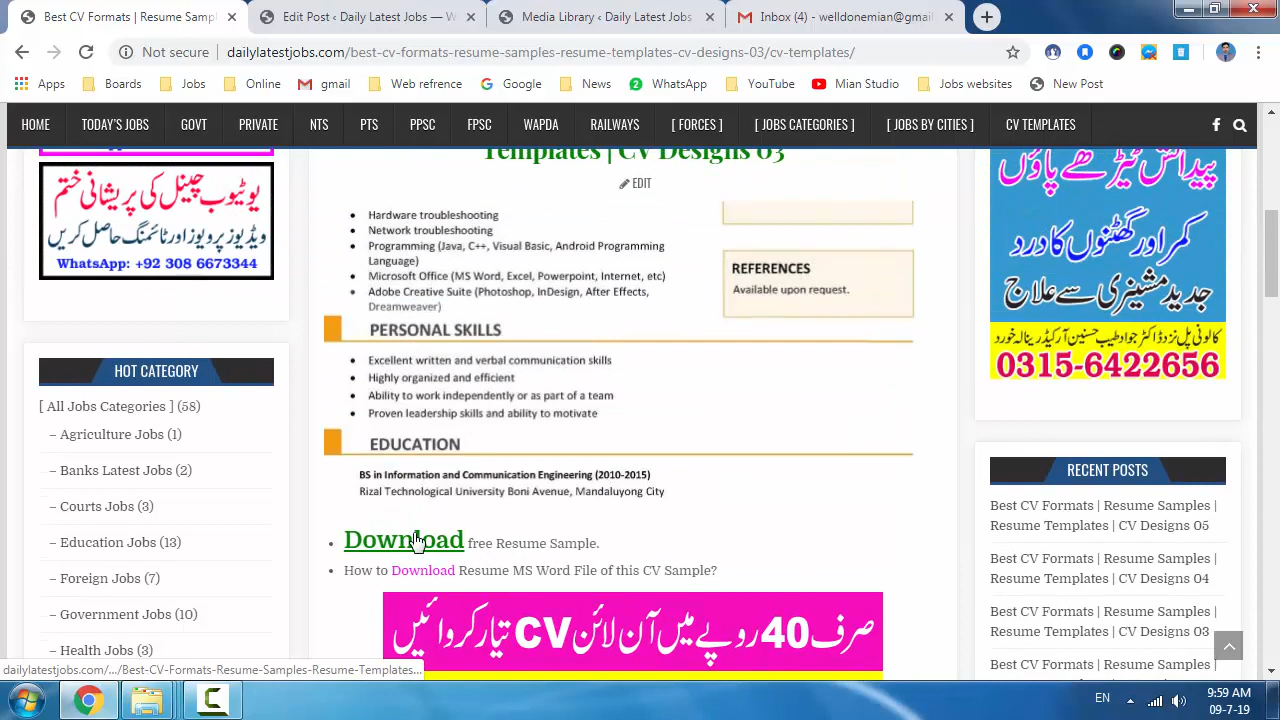 Best CV Formats | Resume Sampl
Edit Post ‹ Daily Latest Jobs — W
Media Library ‹ Daily Latest Jobs
Inbox (4) - welldonemian@gmail
Not secure
dailylatestjobs.com/best-cv-formats-resume-samples-resume-templates-cv-designs-03/cv-templates/
Apps
Boards
Jobs
Online
gmail
Web refrence
Google
News
WhatsApp
YouTube
Mian Studio
Jobs websites
New Post
HOME
TODAY'S JOBS
GOVT
PRIVATE
NTS
PTS
PPSC
FPSC
WAPDA
RAILWAYS
[ FORCES ]
[ JOBS CATEGORIES ]
[ JOBS BY CITIES ]
CV TEMPLATES
یوٹیوب چینل کی پریشانی ختم
ویڈیوز پر ویوز اور ٹائمنگ حاصل کریں
WhatsApp: +92 308 6673344
HOT CATEGORY
[ All Jobs Categories ] (58)
– Agriculture Jobs (1)
– Banks Latest Jobs (2)
– Courts Jobs (3)
– Education Jobs (13)
– Foreign Jobs (7)
– Government Jobs (10)
– Health Jobs (3)
Templates | CV Designs 03
EDIT
• Hardware troubleshooting
• Network troubleshooting
• Programming (Java, C++, Visual Basic, Android Programming
Language)
• Microsoft Office (MS Word, Excel, Powerpoint, Internet, etc)
• Adobe Creative Suite (Photoshop, InDesign, After Effects,
Dreamweaver)
REFERENCES
Available upon request.
PERSONAL SKILLS
• Excellent written and verbal communication skills
• Highly organized and efficient
• Ability to work independently or as part of a team
• Proven leadership skills and ability to motivate
EDUCATION
BS in Information and Communication Engineering (2010-2015)
Rizal Technological University Boni Avenue, Mandaluyong City
• Download free Resume Sample.
• How to Download Resume MS Word File of this CV Sample?
صرف 40 روپے میں آن لائن CV تیار کروائیں
پیدائشی ٹیڑھے پاؤں
کمر اور گھٹنوں کا درد
جدید مشینری سے علاج
کالونی پل نزد ڈاکٹر جواد طیب حسنین آرکیڈ رینالہ خورد
0315-6422656
RECENT POSTS
Best CV Formats | Resume Samples |
Resume Templates | CV Designs 05
Best CV Formats | Resume Samples |
Resume Templates | CV Designs 04
Best CV Formats | Resume Samples |
Resume Templates | CV Designs 03
Best CV Formats | Resume Samples |
dailylatestjobs.com/.../Best-CV-Formats-Resume-Samples-Resume-Templates...
EN
9:59 AM
09-7-19